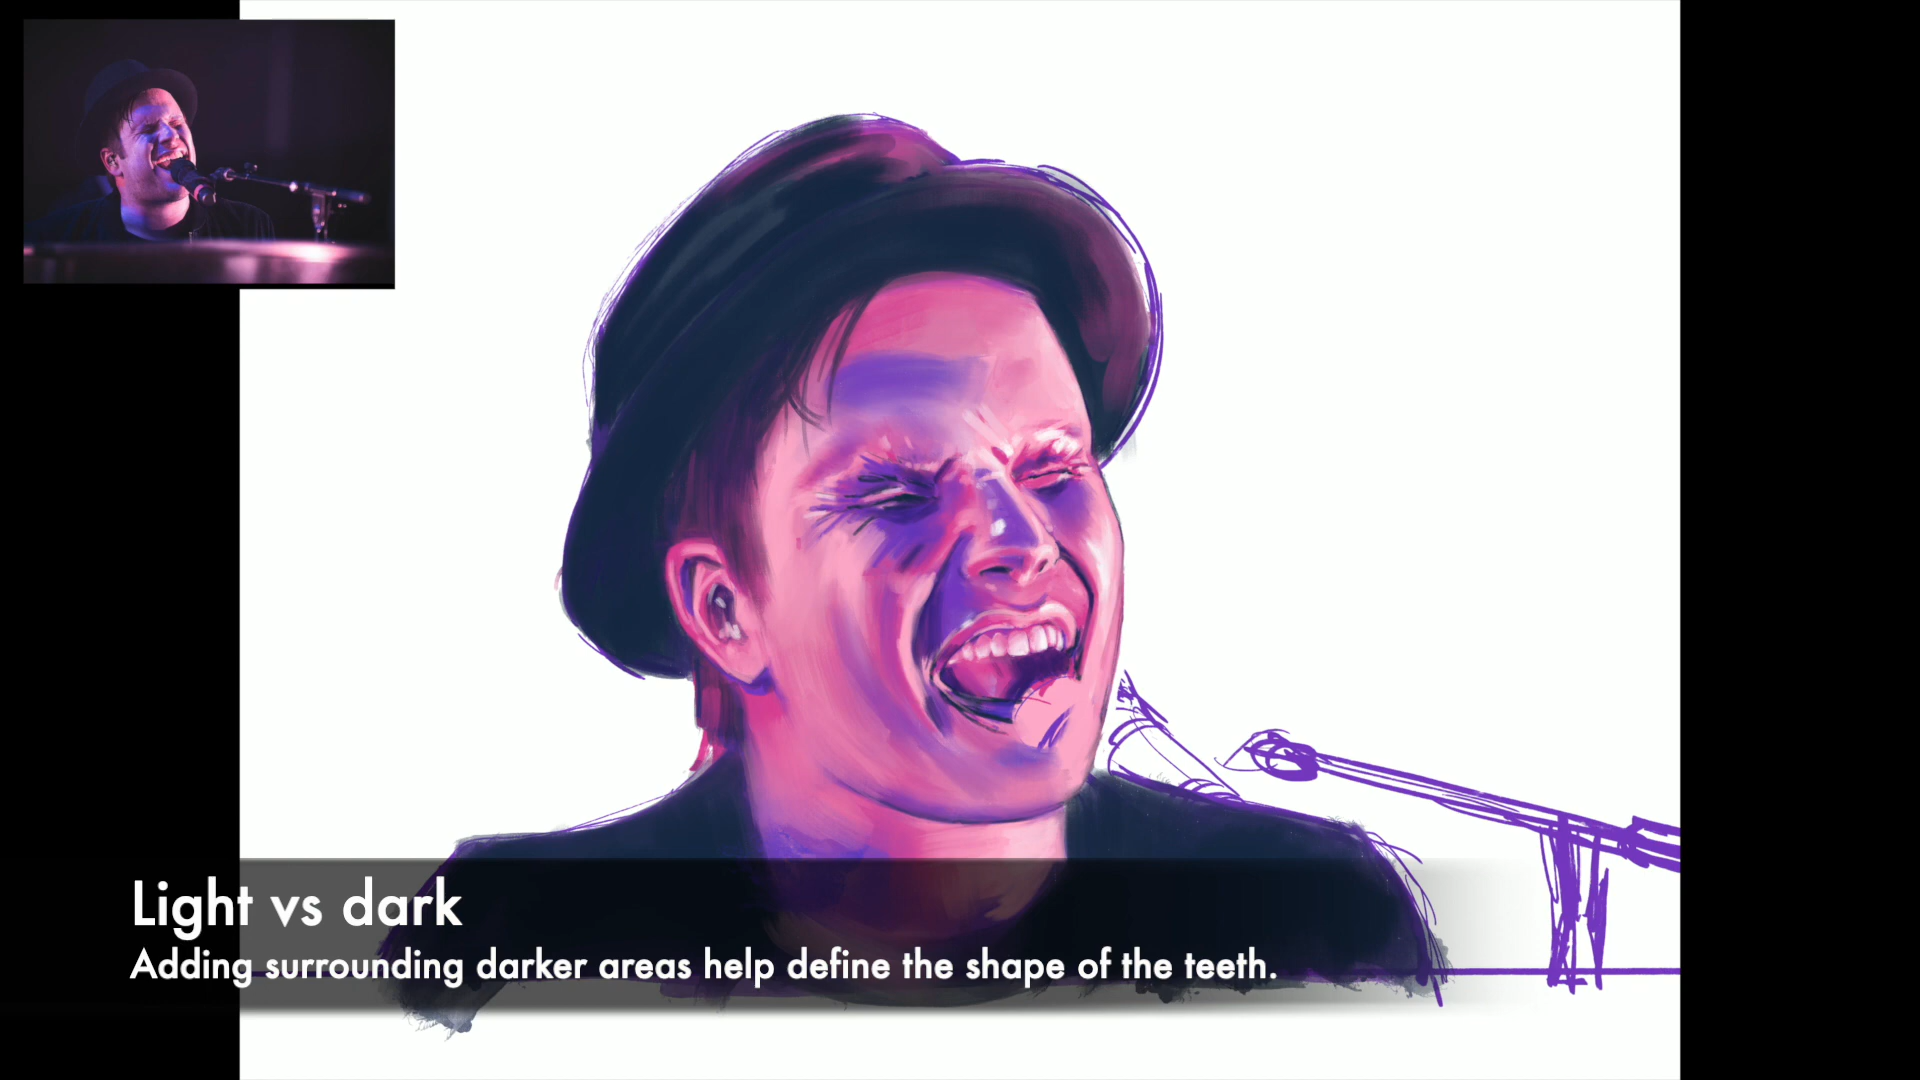 Light vs dark
Adding surrounding darker areas help define the shape of the teeth.